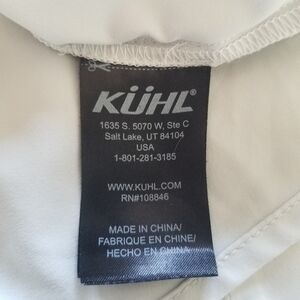 KÜHL®
1635 S. 5070 W, Ste C
Salt Lake, UT 84104
USA
1-801-281-3185
WWW.KUHL.COM
RN#108846
MADE IN CHINA/
FABRIQUE EN CHINE/
HECHO EN CHINA